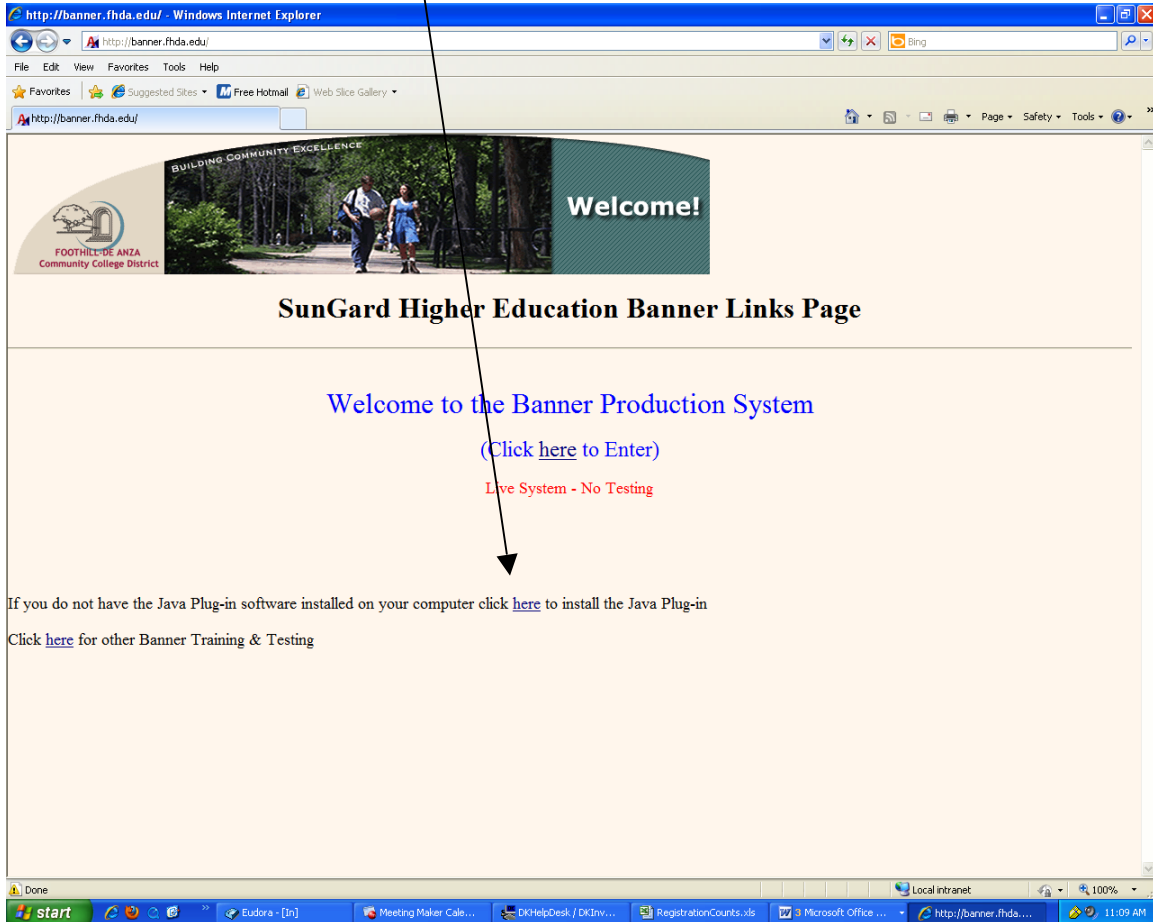 http://banner.fhda.edu/ - Windows Internet Explorer
http://banner.fhda.edu/
Bing
File Edit View Favorites Tools Help
Favorites Suggested Sites Free Hotmail Web Slice Gallery
http://banner.fhda.edu/ Page Safety Tools
BUILDING COMMUNITY EXCELLENCE
Welcome!
FOOTHILL-DE ANZA
Community College District
SunGard Higher Education Banner Links Page
Welcome to the Banner Production System
(Click here to Enter)
Live System - No Testing
If you do not have the Java Plug-in software installed on your computer click here to install the Java Plug-in
Click here for other Banner Training & Testing
Done Local intranet 100%
start Eudora - [In] Meeting Maker Cale... DKHelpDesk / DKInv... RegistrationCounts.xls 3 Microsoft Office ... http://banner.fhda.... 11:09 AM